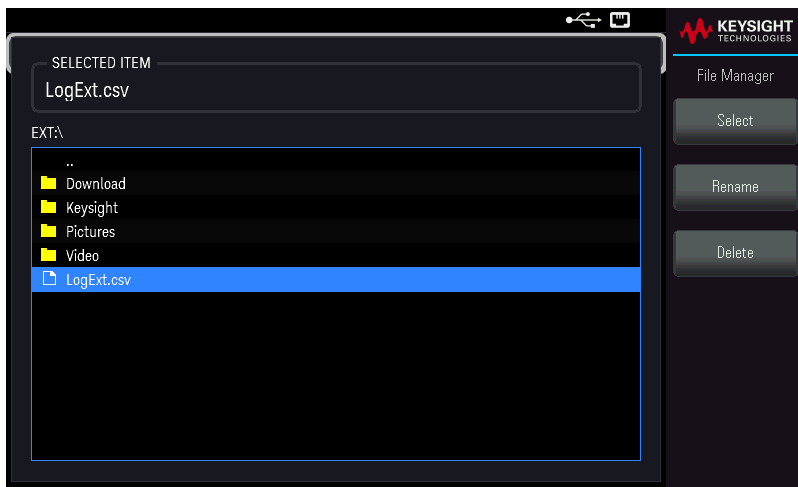 KEYSIGHT
TECHNOLOGIES
SELECTED ITEM
LogExt.csv
EXT:\
..
Download
Keysight
Pictures
Video
LogExt.csv
File Manager
Select
Rename
Delete